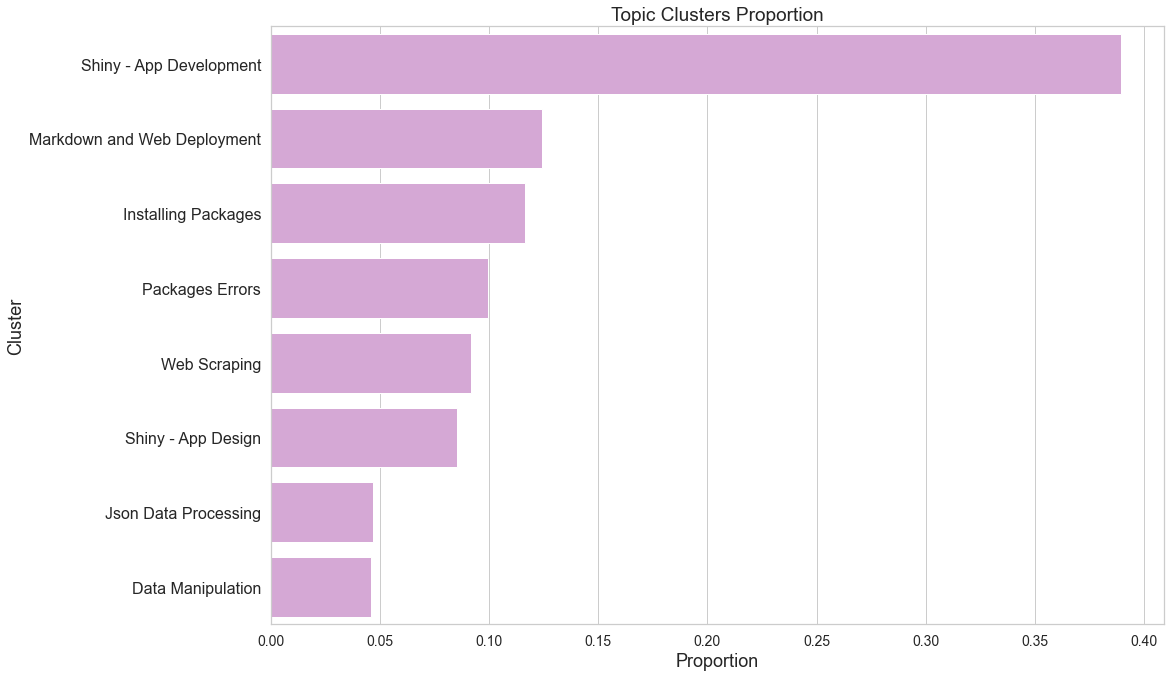 Topic Clusters Proportion
Shiny - App Development
Markdown and Web Deployment
Installing Packages
Packages Errors
Web Scraping
Shiny - App Design
Json Data Processing
Data Manipulation
Cluster
0.00 0.05 0.10 0.15 0.20 0.25 0.30 0.35 0.40
Proportion